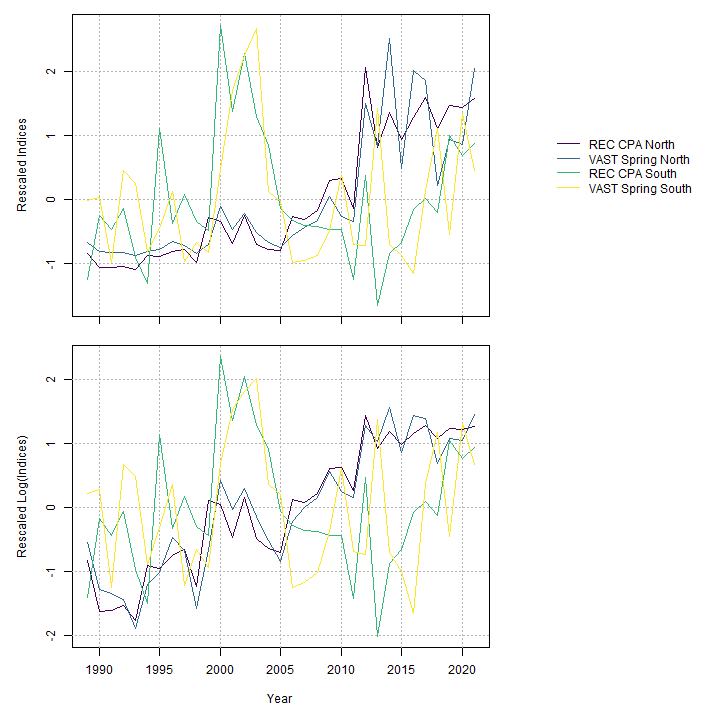 2
1
0
-1
Rescaled Indices
REC CPA North
VAST Spring North
REC CPA South
VAST Spring South
2
1
0
-1
-2
Rescaled Log(Indices)
1990 1995 2000 2005 2010 2015 2020
Year